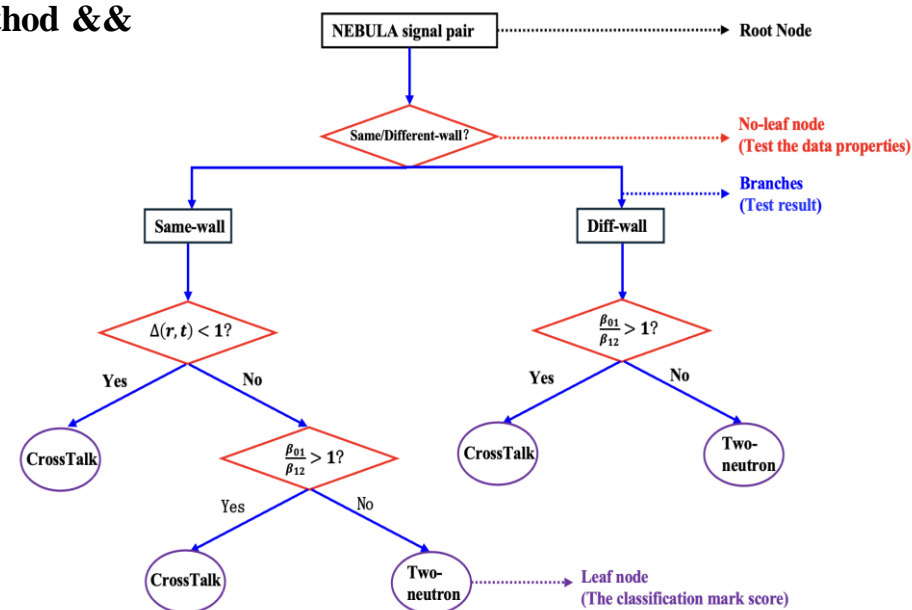 thod &&
NEBULA signal pair
Root Node
Same/Different-wall?
No-leaf node
(Test the data properties)
Branches
(Test result)
Same-wall
Diff-wall
Δ(r, t) < 1?
β01/β12 > 1?
Yes
No
Yes
No
CrossTalk
β01/β12 > 1?
CrossTalk
Two-
neutron
Yes
No
CrossTalk
Two-
neutron
Leaf node
(The classification mark score)